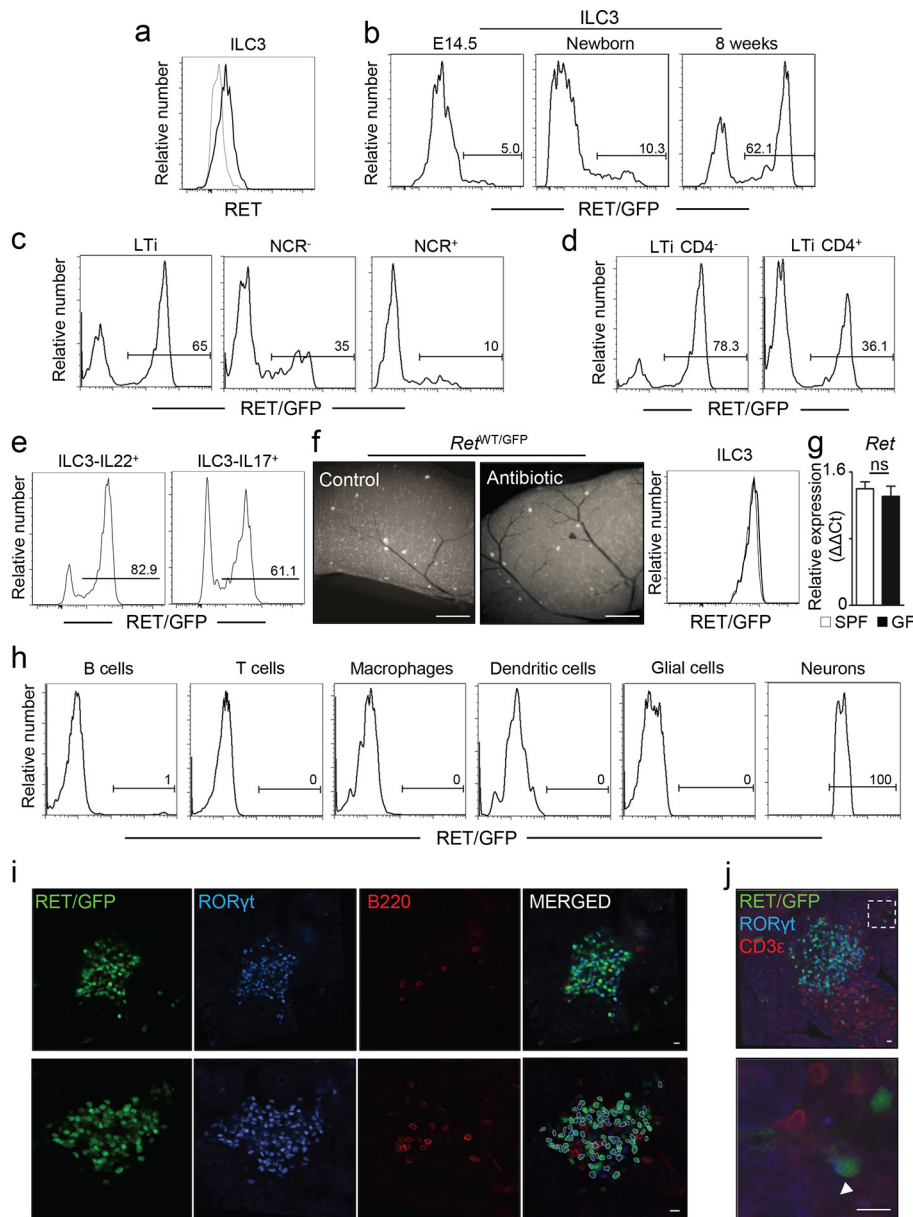 a
ILC3
Relative number
RET
b
ILC3
E14.5
Newborn
8 weeks
Relative number
5.0
10.3
62.1
RET/GFP
c
LTi
NCR-
NCR+
Relative number
65
35
10
RET/GFP
d
LTi CD4-
LTi CD4+
Relative number
78.3
36.1
RET/GFP
e
ILC3-IL22+
ILC3-IL17+
Relative number
82.9
61.1
RET/GFP
f
RetWT/GFP
Control
Antibiotic
ILC3
Relative number
RET/GFP
g
Ret
ns
Relative expression
(ΔΔCt)
1.6
0
SPF
GF
h
B cells
T cells
Macrophages
Dendritic cells
Glial cells
Neurons
Relative number
1
0
0
0
0
100
RET/GFP
i
RET/GFP
RORγt
B220
MERGED
j
RET/GFP
RORγt
CD3ε